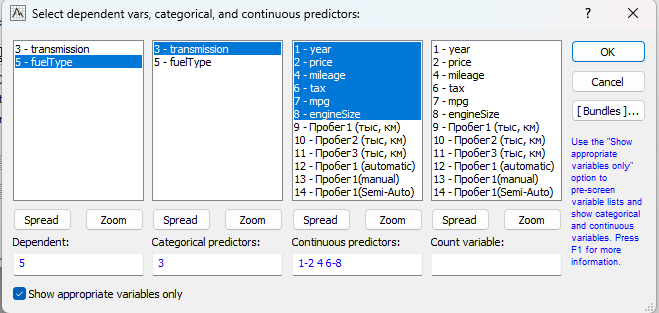 Select dependent vars, categorical, and continuous predictors:
?
3 - transmission
5 - fuelType
3 - transmission
5 - fuelType
1 - year
2 - price
4 - mileage
6 - tax
7 - mpg
8 - engineSize
9 - Пробег1 (тыс, км)
10 - Пробег2 (тыс, км)
11 - Пробег3 (тыс, км)
12 - Пробег1 (automatic)
13 - Пробег1(manual)
14 - Пробег1(Semi-Auto)
1 - year
2 - price
4 - mileage
6 - tax
7 - mpg
8 - engineSize
9 - Пробег1 (тыс, км)
10 - Пробег2 (тыс, км)
11 - Пробег3 (тыс, км)
12 - Пробег1 (automatic)
13 - Пробег1(manual)
14 - Пробег1(Semi-Auto)
OK
Cancel
[ Bundles ]...
Use the "Show
appropriate
variables only"
option to
pre-screen
variable lists and
show categorical
and continuous
variables. Press
F1 for more
information.
Spread
Zoom
Spread
Zoom
Spread
Zoom
Spread
Zoom
Dependent:
Categorical predictors:
Continuous predictors:
Count variable:
5
3
1-2 4 6-8
Show appropriate variables only